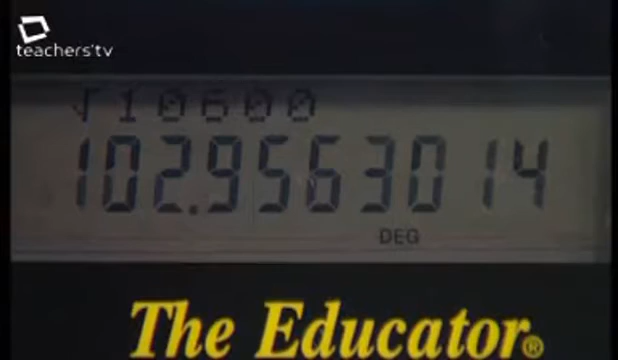 teachers'tv
√10600
102.9563014
DEG
The Educator®